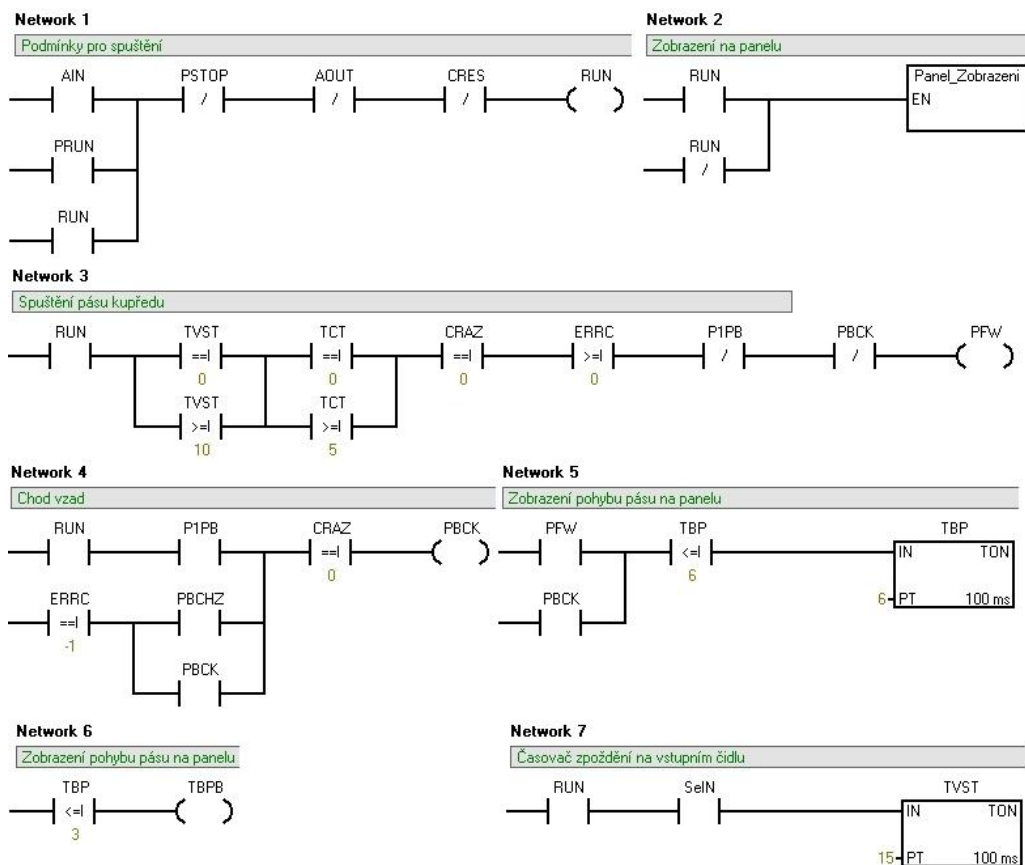 Network 1
Podmínky pro spuštění
AIN PSTOP AOUT CRES RUN
/ / /
PRUN
RUN
Network 2
Zobrazení na panelu
RUN Panel_Zobrazeni
EN
RUN
/
Network 3
Spuštění pásu kupředu
RUN TVST TCT CRAZ ERRC P1PB PBCK PFW
==I ==I ==I >=I / /
0 0 0 0
TVST TCT
>=I >=I
10 5
Network 4
Chod vzad
RUN P1PB CRAZ PBCK
==I
0
ERRC PBCHZ
==I
-1
PBCK
Network 5
Zobrazení pohybu pásu na panelu
PFW TBP TBP
<=I IN TON
6
PBCK 6 PT 100 ms
Network 6
Zobrazení pohybu pásu na panelu
TBP TBPB
<=I
3
Network 7
Časovač zpoždění na vstupním čidlu
RUN SeIN TVST
IN TON
15 PT 100 ms